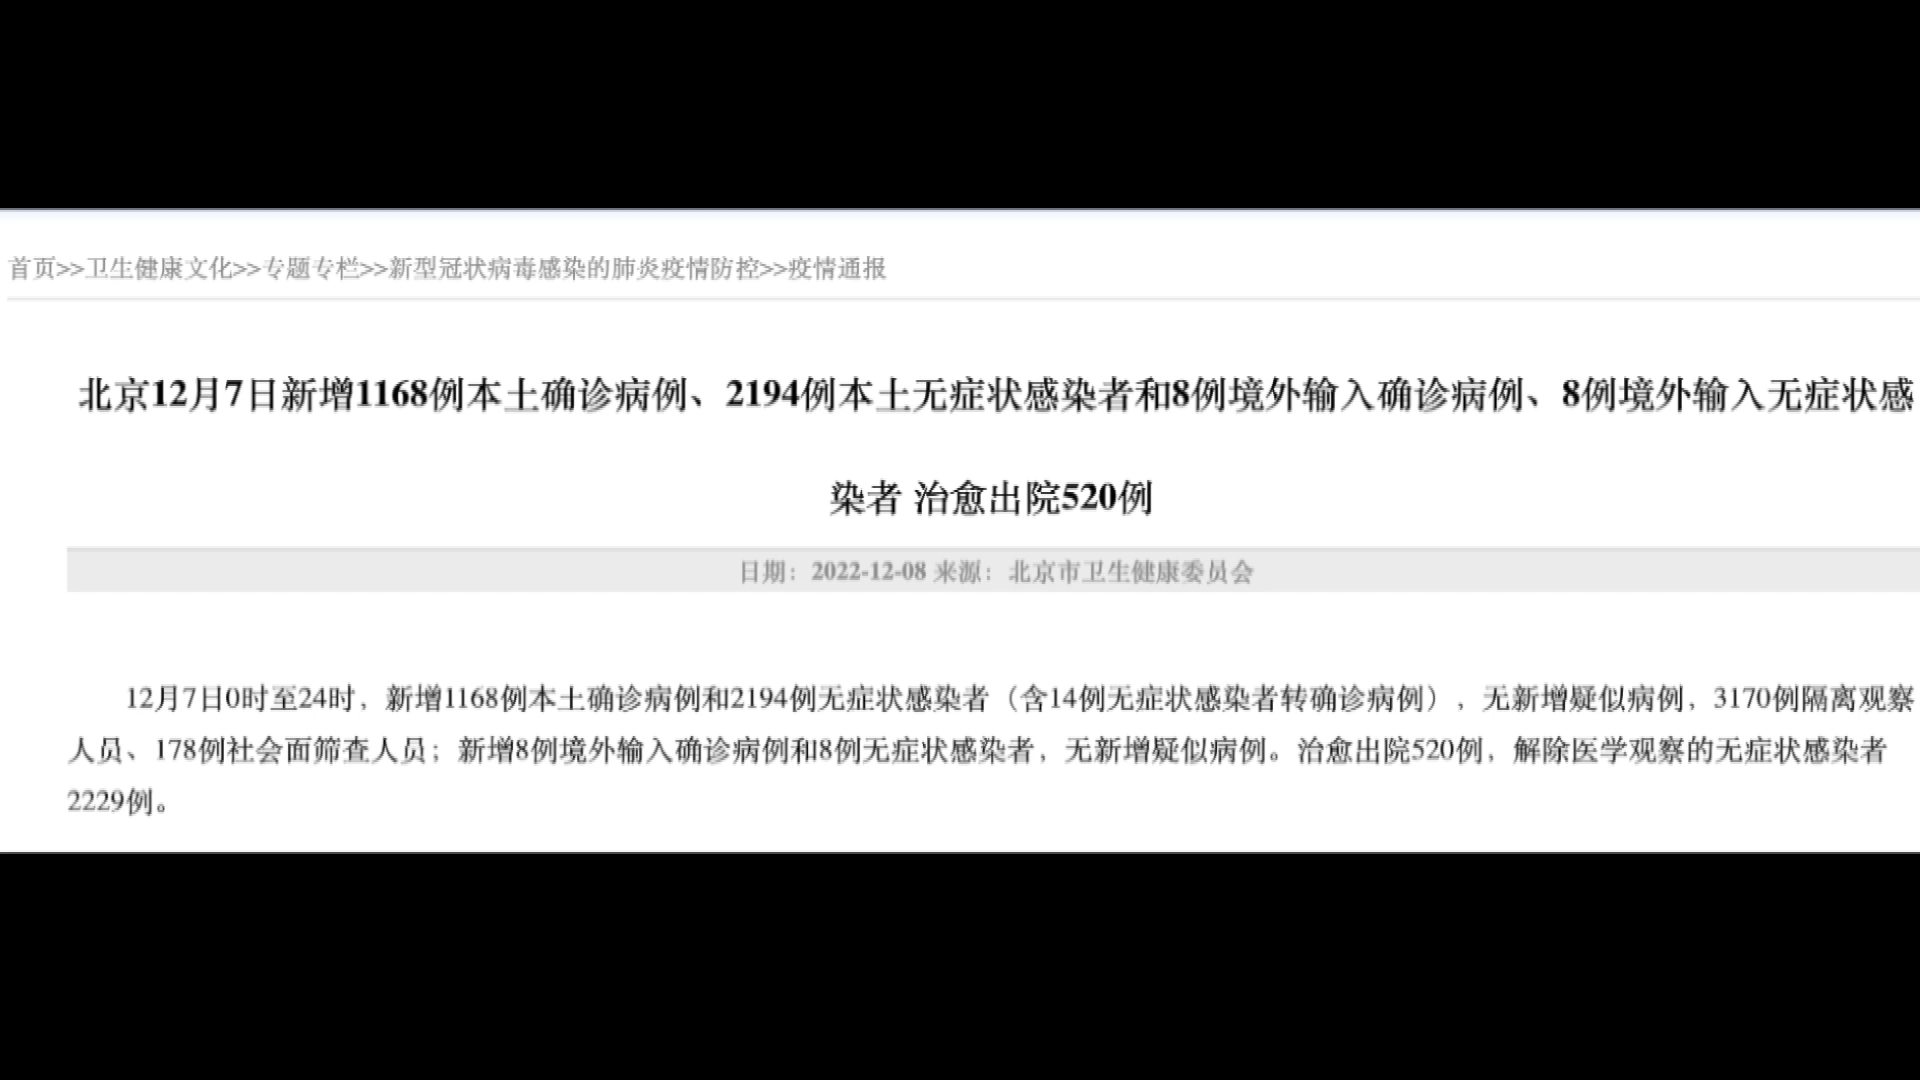 首页>>卫生健康文化>>专题专栏>>新型冠状病毒感染的肺炎疫情防控>>疫情通报
北京12月7日新增1168例本土确诊病例、2194例本土无症状感染者和8例境外输入确诊病例、8例境外输入无症状感
染者 治愈出院520例
日期：2022-12-08 来源：北京市卫生健康委员会
12月7日0时至24时，新增1168例本土确诊病例和2194例无症状感染者（含14例无症状感染者转确诊病例），无新增疑似病例，3170例隔离观察
人员、178例社会面筛查人员；新增8例境外输入确诊病例和8例无症状感染者，无新增疑似病例。治愈出院520例，解除医学观察的无症状感染者
2229例。